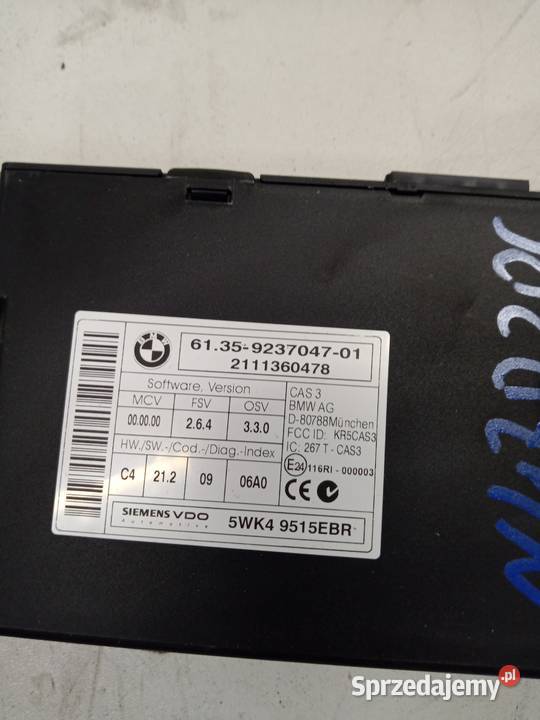 BMW
61.35-9237047-01
2111360478
Software, Version
MCV FSV OSV
00.00.00 2.6.4 3.3.0
HW./SW.-/Cod.-/Diag.-Index
C4 21.2 09 06A0
CAS 3
BMW AG
D-80788München
FCC ID: KR5CAS3
IC: 267 T - CAS3
E24 116RI - 000003
CE
SIEMENS VDO
Automotive
5WK4 9515EBR
Sprzedajemy.pl